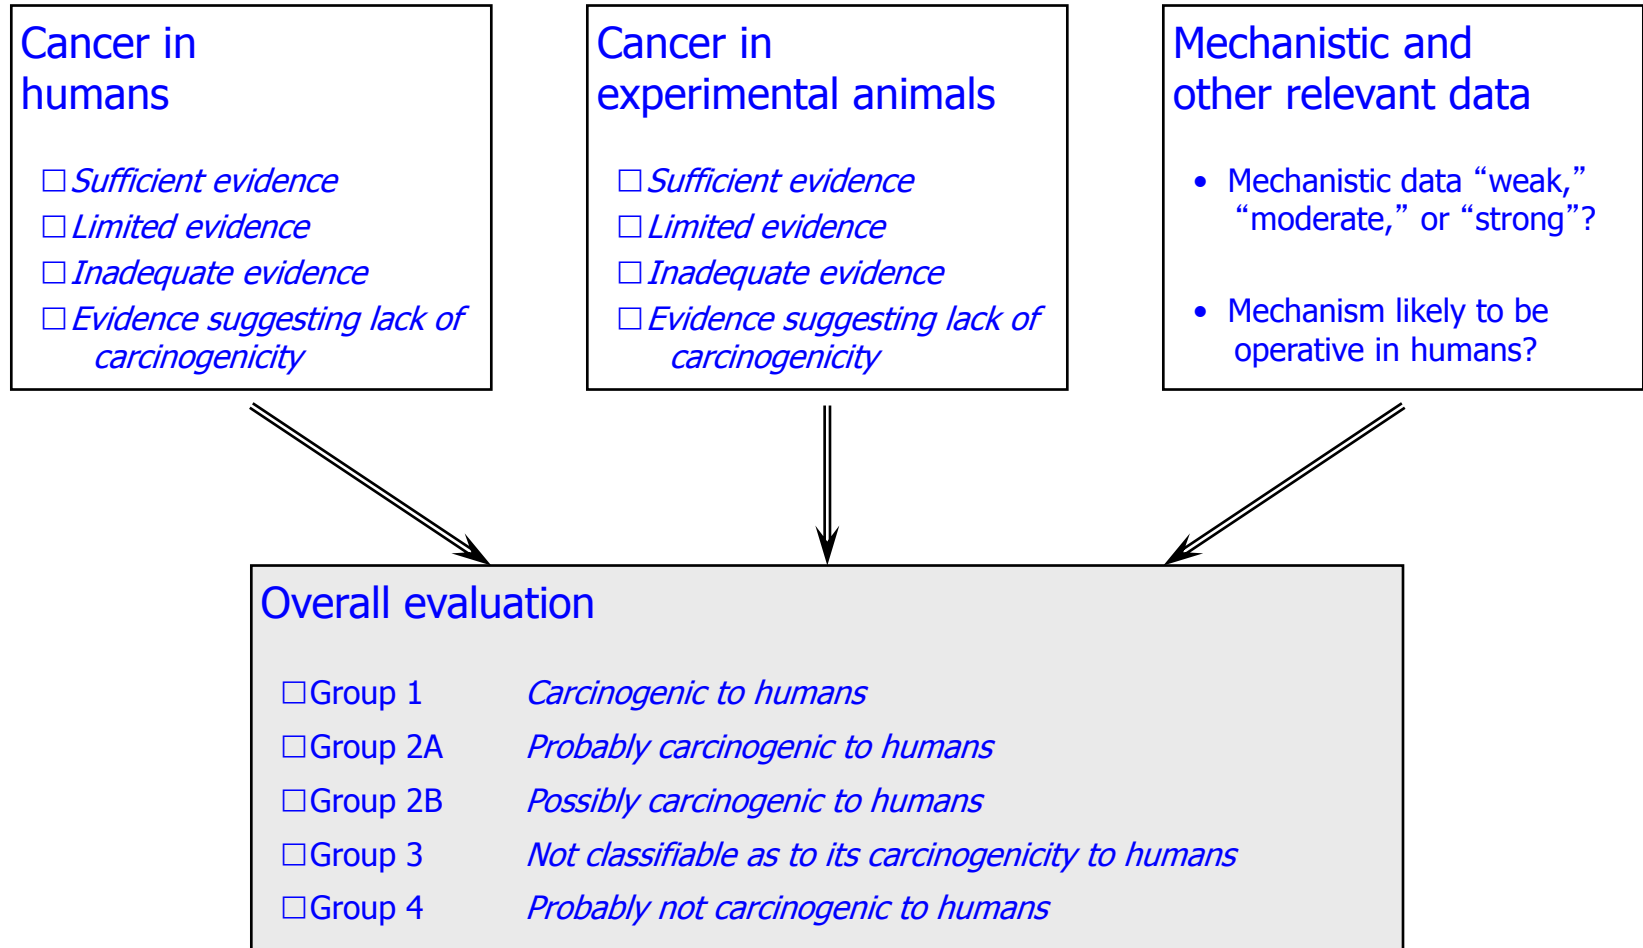 Cancer in
humans
☐ Sufficient evidence
☐ Limited evidence
☐ Inadequate evidence
☐ Evidence suggesting lack of
carcinogenicity
Cancer in
experimental animals
☐ Sufficient evidence
☐ Limited evidence
☐ Inadequate evidence
☐ Evidence suggesting lack of
carcinogenicity
Mechanistic and
other relevant data
• Mechanistic data “weak,”
“moderate,” or “strong”?
• Mechanism likely to be
operative in humans?
Overall evaluation
☐ Group 1 Carcinogenic to humans
☐ Group 2A Probably carcinogenic to humans
☐ Group 2B Possibly carcinogenic to humans
☐ Group 3 Not classifiable as to its carcinogenicity to humans
☐ Group 4 Probably not carcinogenic to humans